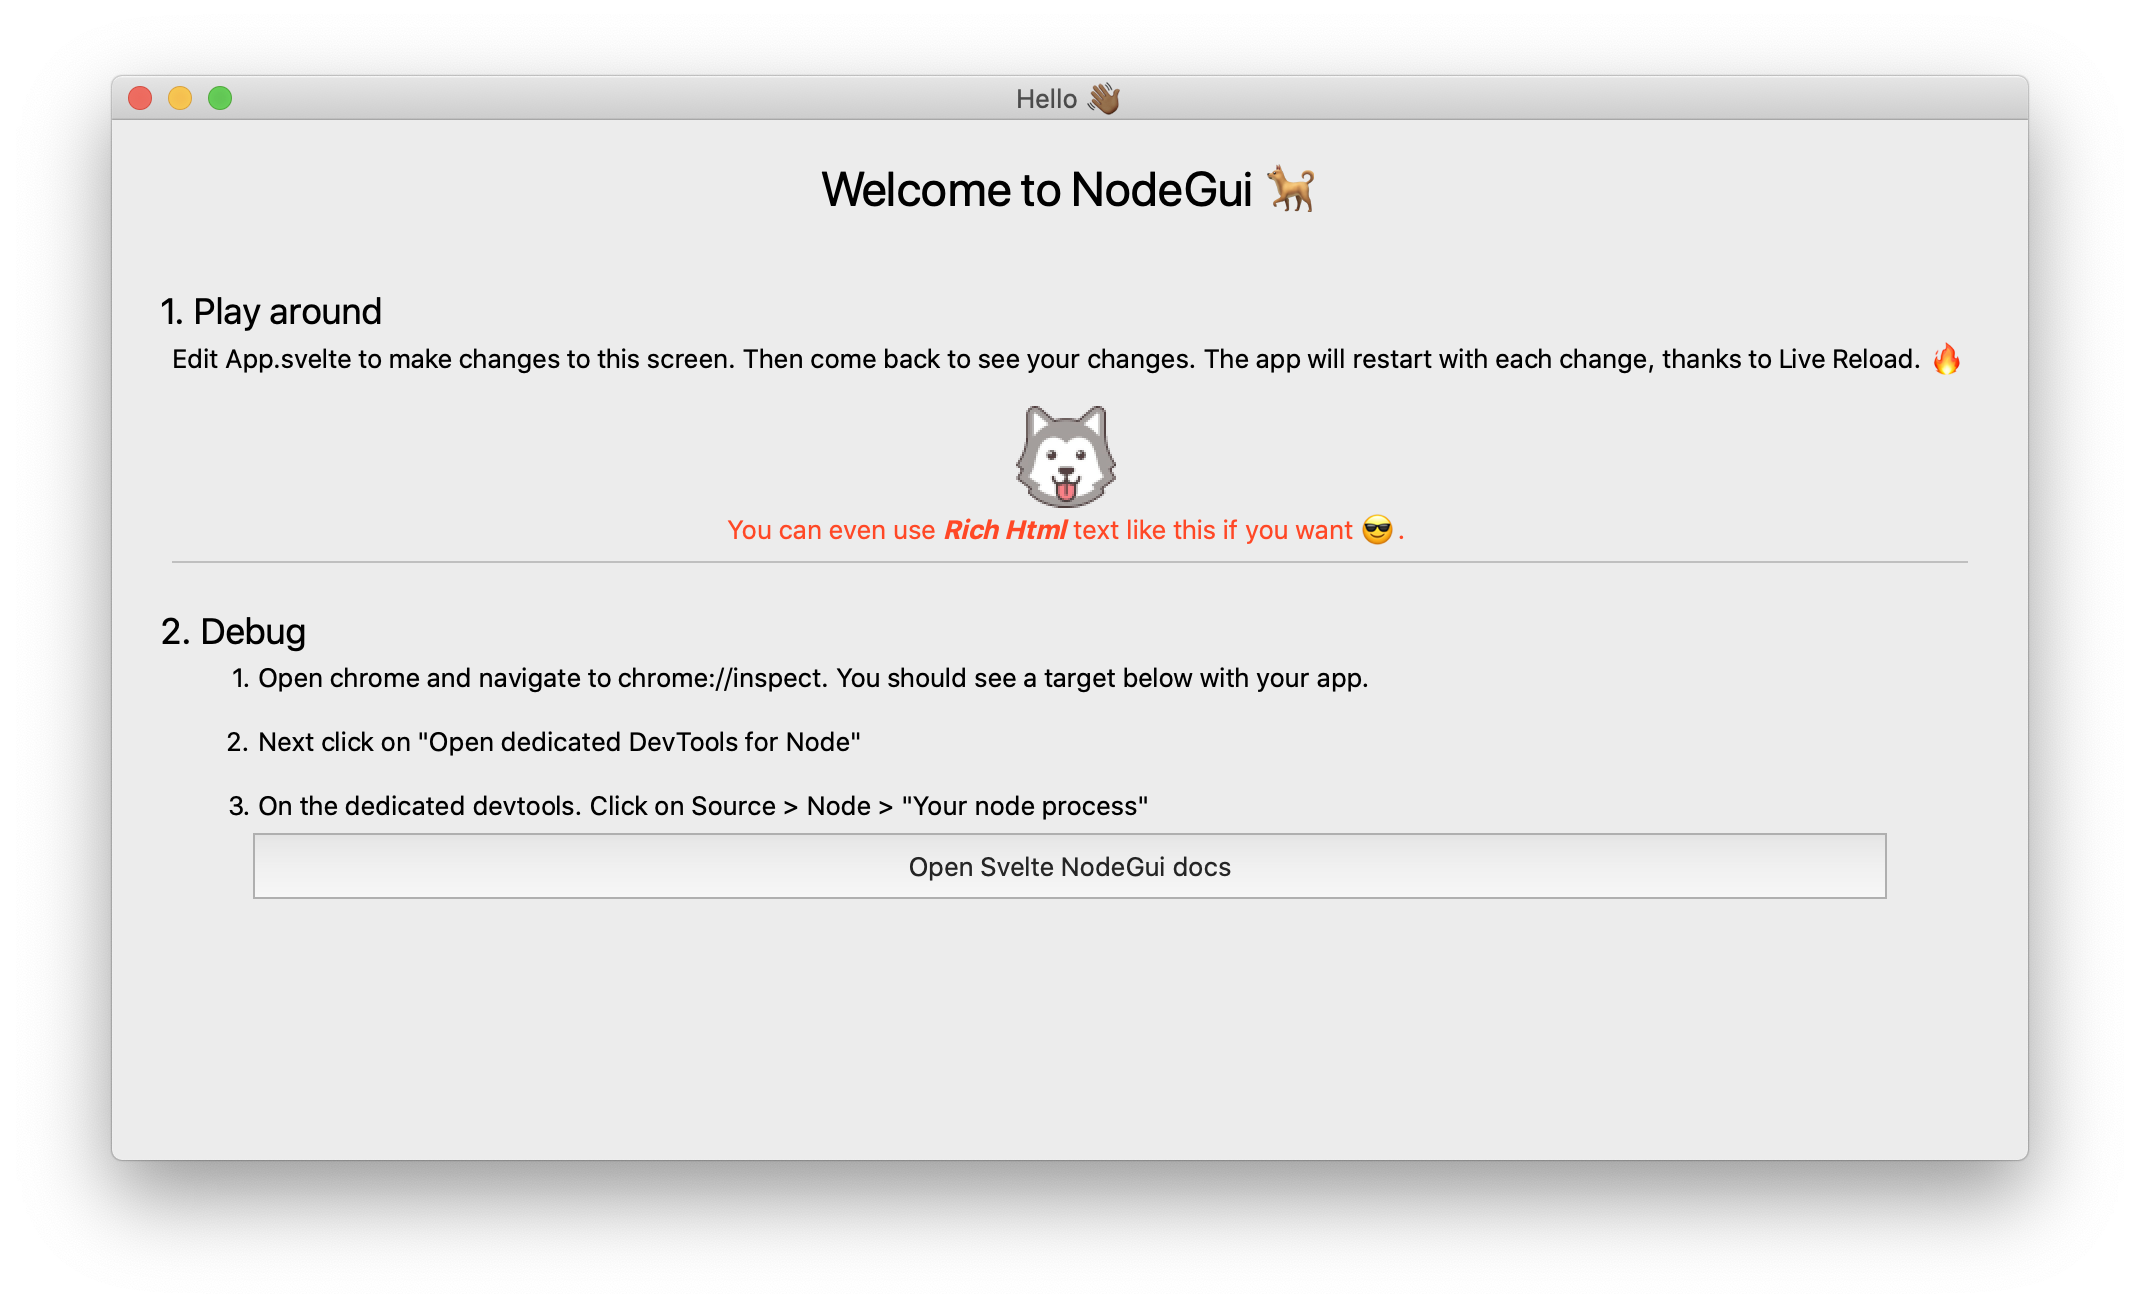 Hello 👋🏾
Welcome to NodeGui 🐕
1. Play around
Edit App.svelte to make changes to this screen. Then come back to see your changes. The app will restart with each change, thanks to Live Reload. 🔥
You can even use Rich Html text like this if you want 😎.
2. Debug
1. Open chrome and navigate to chrome://inspect. You should see a target below with your app.
2. Next click on "Open dedicated DevTools for Node"
3. On the dedicated devtools. Click on Source > Node > "Your node process"
Open Svelte NodeGui docs